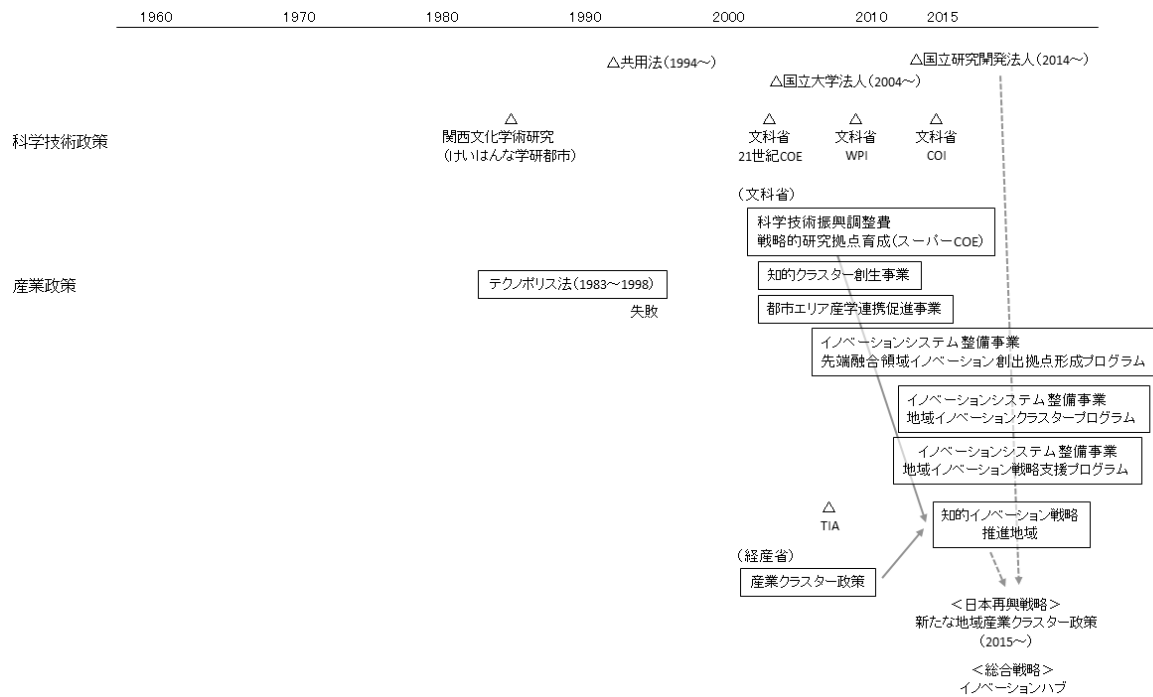 1960 1970 1980 1990 2000 2010 2015
△共用法(1994～)
△国立研究開発法人(2014～)
△国立大学法人(2004～)
科学技術政策
△
関西文化学術研究
(けいはんな学研都市)
△
文科省
21世紀COE
△
文科省
WPI
△
文科省
COI
(文科省)
科学技術振興調整費
戦略的研究拠点育成(スーパーCOE)
産業政策
テクノポリス法(1983～1998)
失敗
知的クラスター創生事業
都市エリア産学連携促進事業
イノベーションシステム整備事業
先端融合領域イノベーション創出拠点形成プログラム
イノベーションシステム整備事業
地域イノベーションクラスタープログラム
イノベーションシステム整備事業
地域イノベーション戦略支援プログラム
△
TIA
知的イノベーション戦略
推進地域
(経産省)
産業クラスター政策
＜日本再興戦略＞
新たな地域産業クラスター政策
(2015～)
＜総合戦略＞
イノベーションハブ